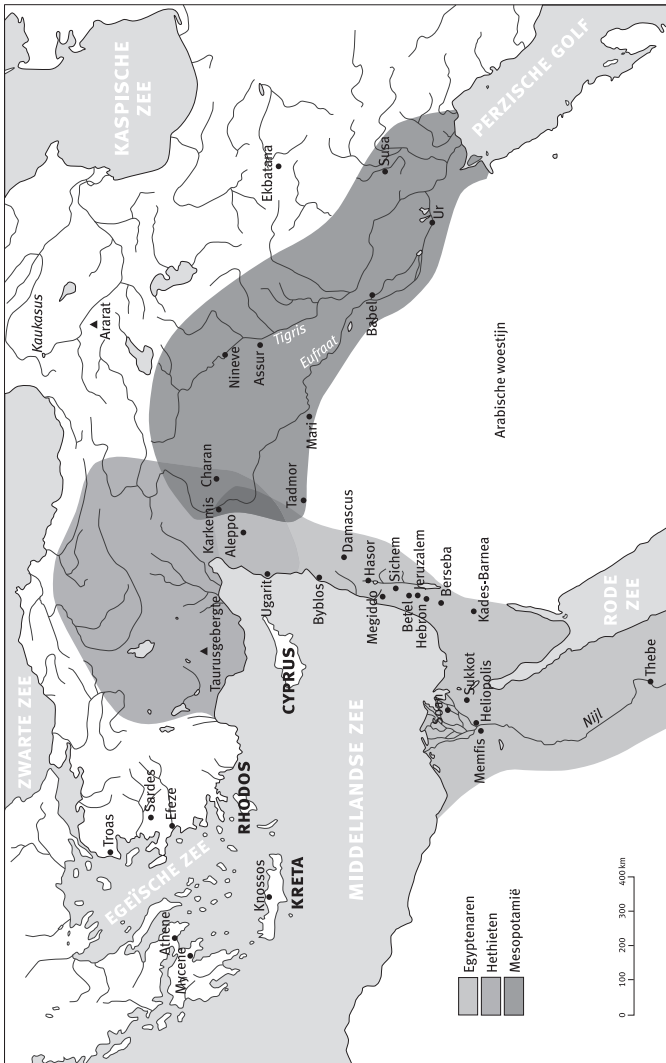 ZWARTE ZEE
KASPISCHE
ZEE
Kaukasus
Ararat
Troas
Sardes
Efeze
EGEÏSCHE ZEE
Athene
Mycene
RHODOS
Knossos
KRETA
Taurusgebergte
CYPRUS
MIDDELLANDSE ZEE
Karkemis
Charan
Aleppo
Ugarit
Tadmor
Byblos
Damascus
Nineve
Assur
Tigris
Eufraat
Mari
Ekbatana
Babel
Susa
Ur
PERZISCHE GOLF
Arabische woestijn
Hasor
Megiddo
Sichem
Betel
Jeruzalem
Hebron
Berseba
Kades-Barnea
Soan
Sukkot
Heliopolis
Memfis
Nijl
Thebe
RODE
ZEE
Egyptenaren
Hethieten
Mesopotamië
0 100 200 300 400 km